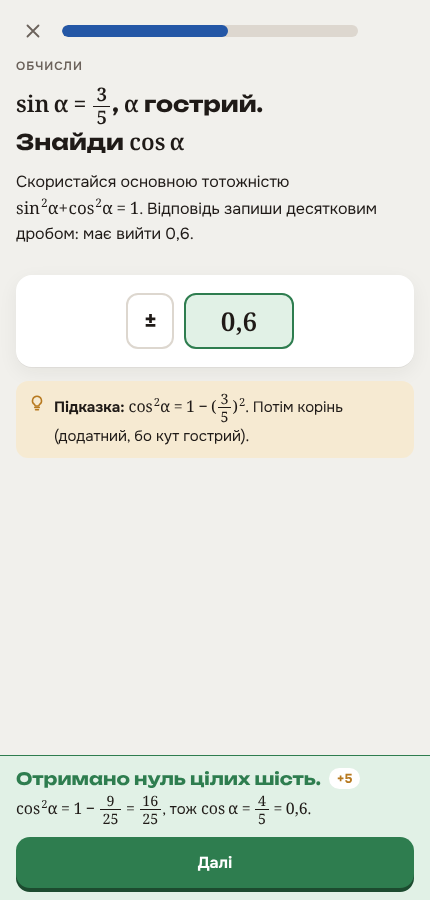 ОБЧИСЛИ
sin α = 3/5, α гострий.
Знайди cos α
Скористайся основною тотожністю
sin²α+cos²α = 1. Відповідь запиши десятковим
дробом: має вийти 0,6.
± 0,6
Підказка: cos²α = 1 − (3/5)². Потім корінь
(додатний, бо кут гострий).
Отримано нуль цілих шість. +5
cos²α = 1 − 9/25 = 16/25, тож cos α = 4/5 = 0,6.
Далі